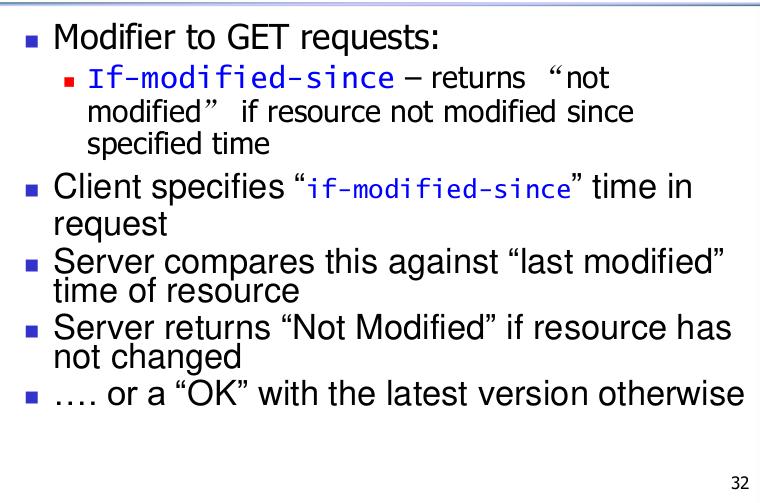 Modifier to GET requests:
If-modified-since – returns “not
modified” if resource not modified since
specified time
Client specifies “if-modified-since” time in
request
Server compares this against “last modified”
time of resource
Server returns “Not Modified” if resource has
not changed
…. or a “OK” with the latest version otherwise
32